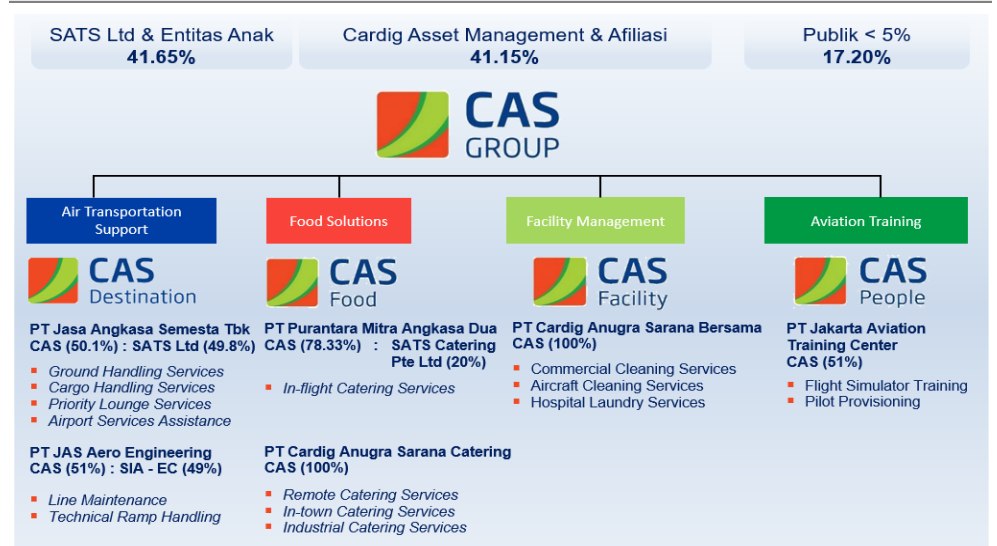 SATS Ltd & Entitas Anak
41.65%
Cardig Asset Management & Afiliasi
41.15%
Publik < 5%
17.20%
CAS
GROUP
Air Transportation
Support
Food Solutions
Facility Management
Aviation Training
CAS
Destination
CAS
Food
CAS
Facility
CAS
People
PT Jasa Angkasa Semesta Tbk
CAS (50.1%) : SATS Ltd (49.8%)
Ground Handling Services
Cargo Handling Services
Priority Lounge Services
Airport Services Assistance
PT JAS Aero Engineering
CAS (51%) : SIA - EC (49%)
Line Maintenance
Technical Ramp Handling
PT Purantara Mitra Angkasa Dua
CAS (78.33%) : SATS Catering
Pte Ltd (20%)
In-flight Catering Services
PT Cardig Anugra Sarana Catering
CAS (100%)
Remote Catering Services
In-town Catering Services
Industrial Catering Services
PT Cardig Anugra Sarana Bersama
CAS (100%)
Commercial Cleaning Services
Aircraft Cleaning Services
Hospital Laundry Services
PT Jakarta Aviation
Training Center
CAS (51%)
Flight Simulator Training
Pilot Provisioning